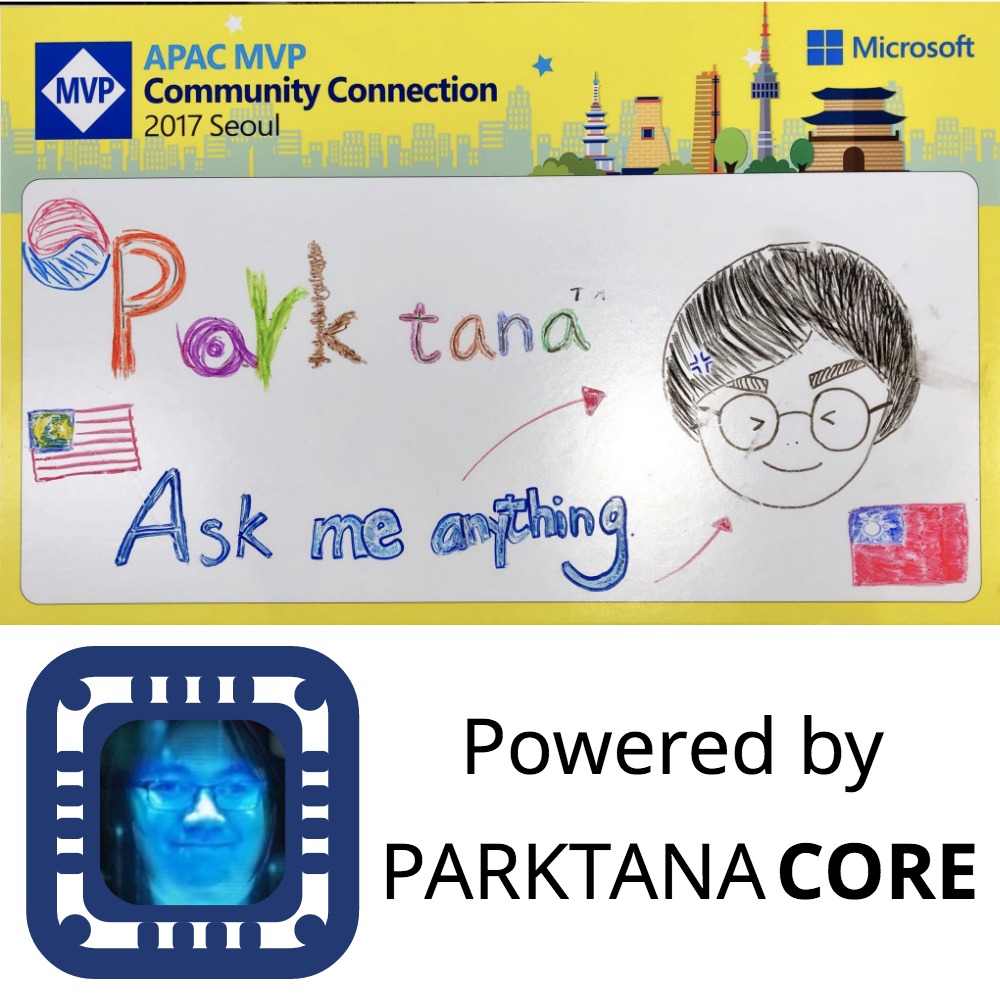 MVP
APAC MVP
Community Connection
2017 Seoul
Microsoft
Parktana™
Ask me anything.
Powered by
PARKTANA CORE